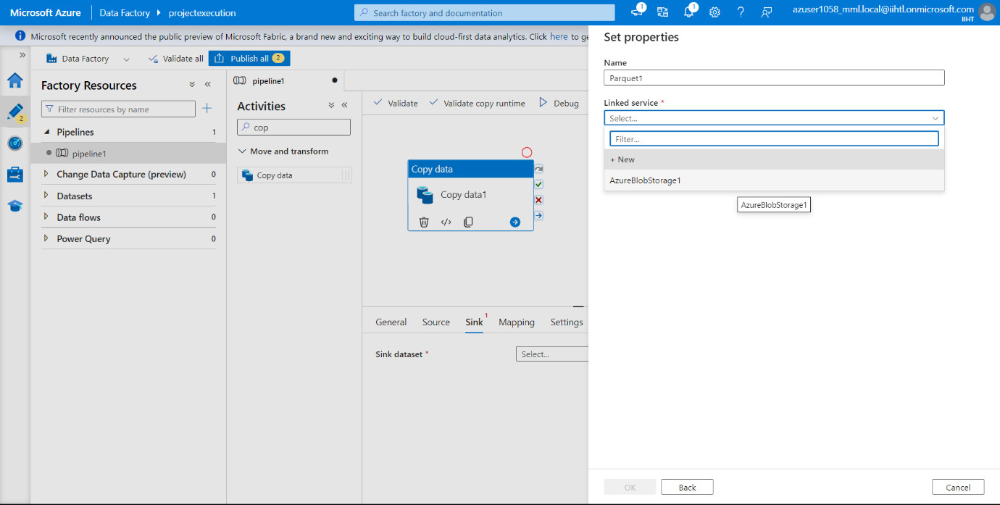 Microsoft Azure
Data Factory
projectexecution
Search factory and documentation
1
1
azuser1058_mml.local@iihtl.onmicrosoft.com
IIHT
Microsoft recently announced the public preview of Microsoft Fabric, a brand new and exciting way to build cloud-first data analytics. Click here to ge
Data Factory
Validate all
Publish all 2
2
Factory Resources
Filter resources by name
Pipelines 1
pipeline1
Change Data Capture (preview) 0
Datasets 1
Data flows 0
Power Query 0
pipeline1
Activities
cop
Move and transform
Copy data
Validate
Validate copy runtime
Debug
Copy data
Copy data1
General
Source
Sink 1
Mapping
Settings
Sink dataset *
Select...
Set properties
Name
Parquet1
Linked service *
Select...
Filter...
+ New
AzureBlobStorage1
AzureBlobStorage1
OK
Back
Cancel